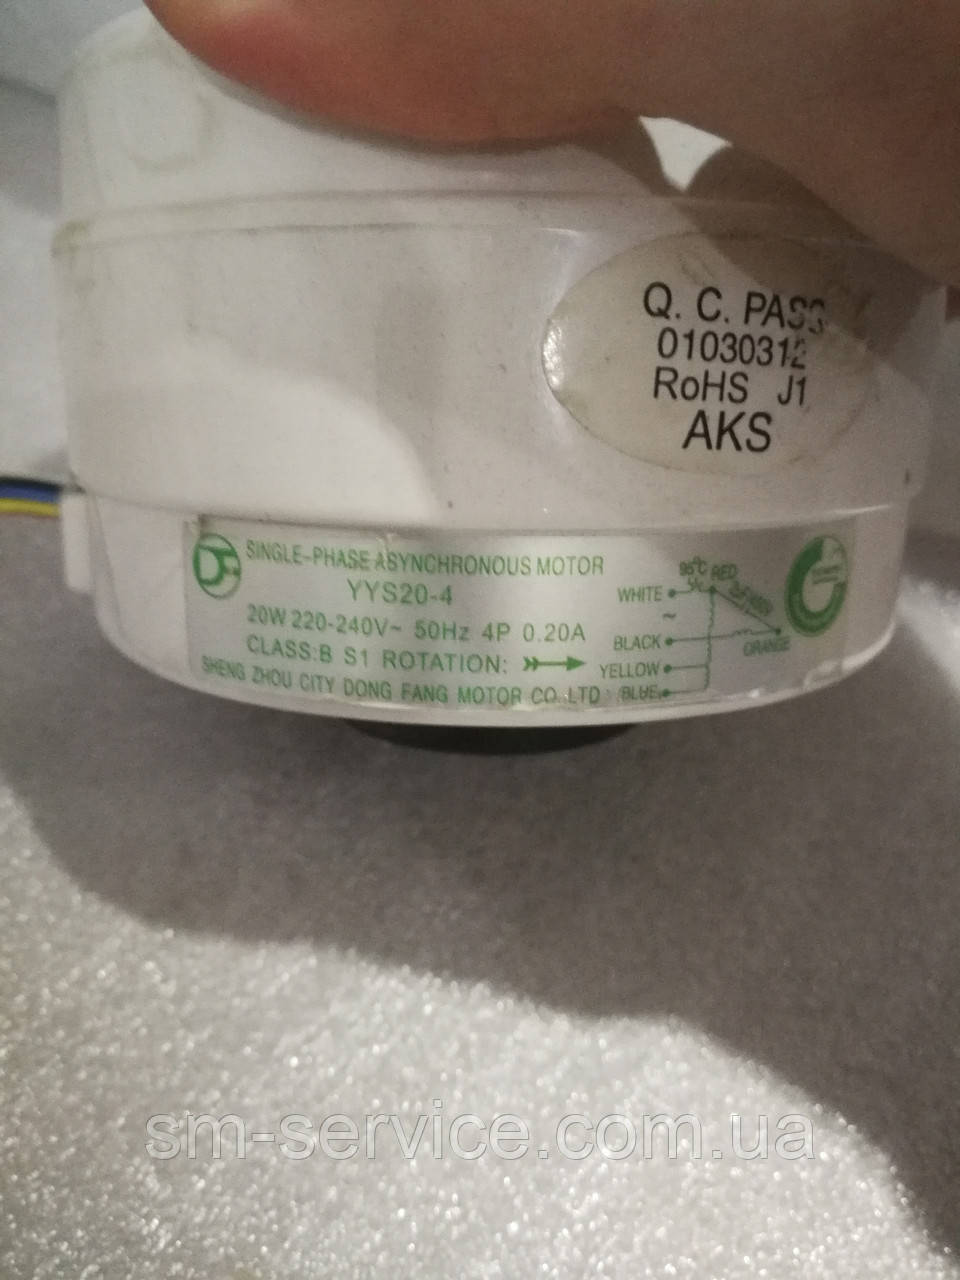 Q. C. PASS
01030312
RoHS J1
AKS
SINGLE-PHASE ASYNCHRONOUS MOTOR
YYS20-4
20W 220-240V~ 50Hz 4P 0.20A
CLASS:B S1 ROTATION:
SHENG ZHOU CITY DONG FANG MOTOR CO.,LTD
95℃
RED
WHITE
~
BLACK
ORANGE
YELLOW
BLUE
sm-service.com.ua